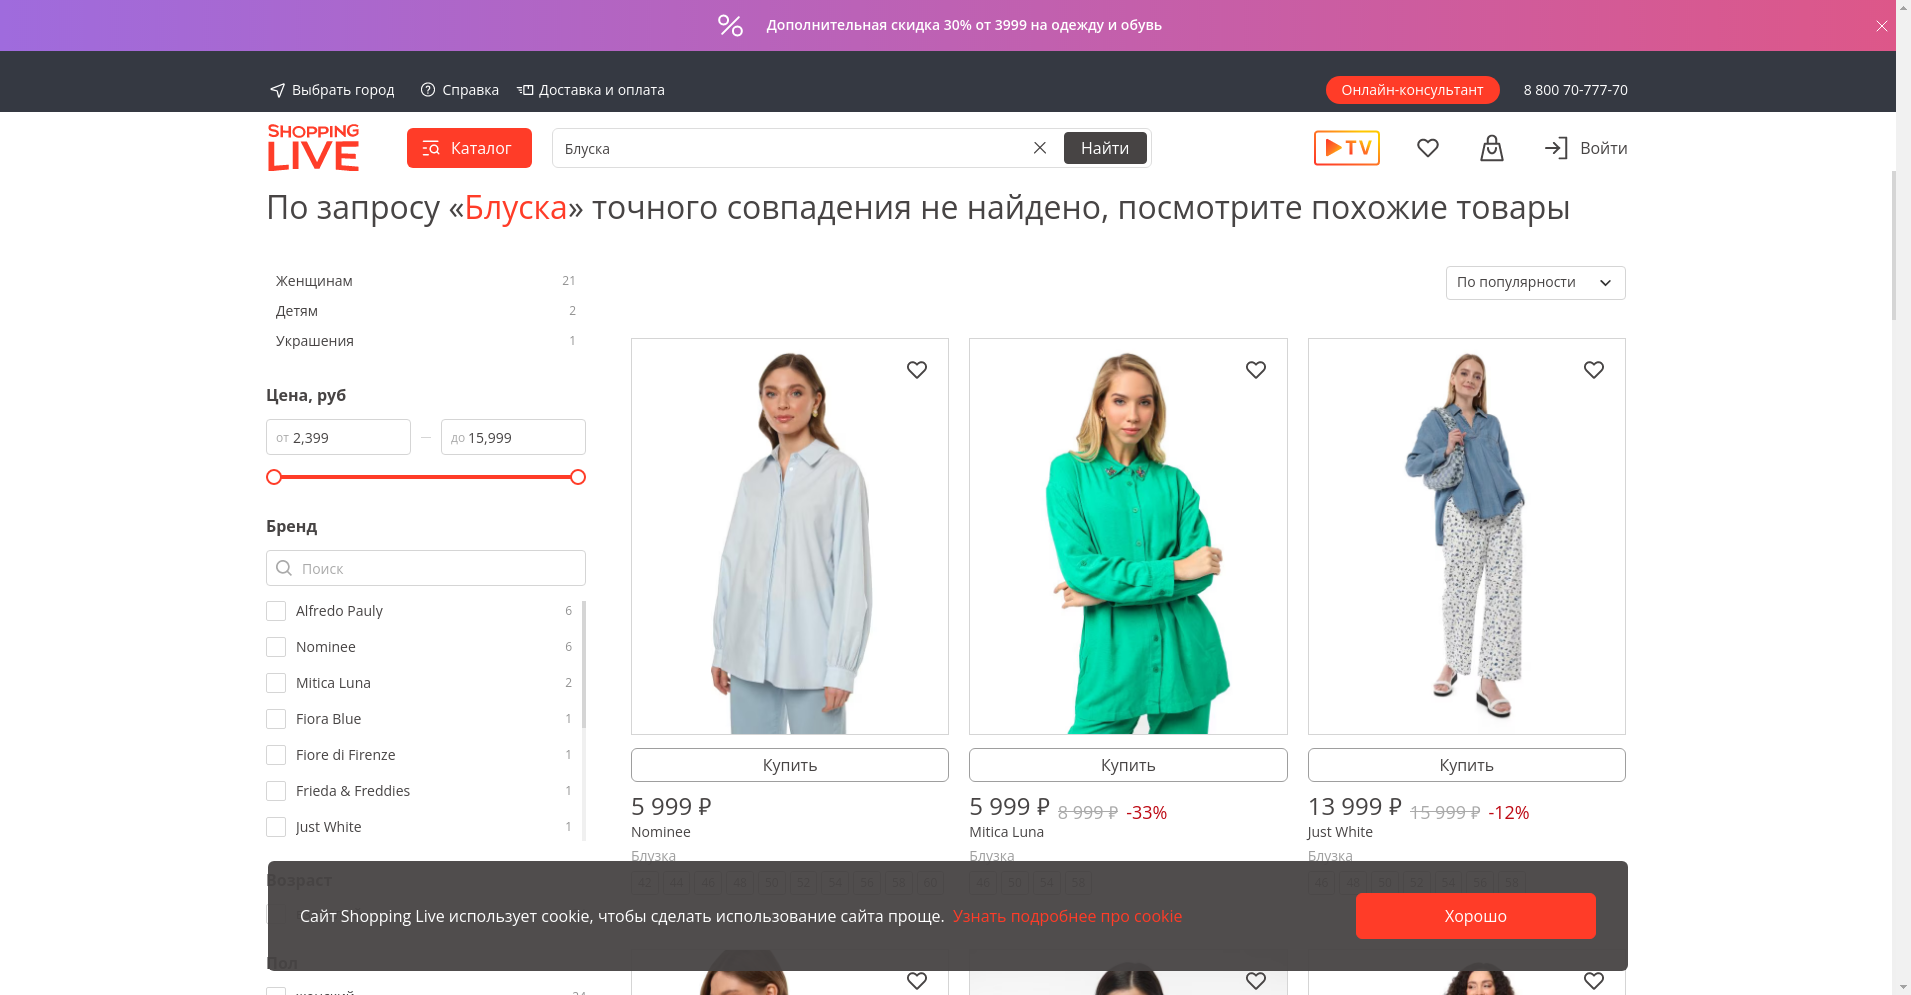 Дополнительная скидка 30% от 3999 на одежду и обувь
Выбрать город
Справка
Доставка и оплата
Онлайн-консультант
8 800 70-777-70
SHOPPING
LIVE
Каталог
Блуска
Найти
TV
Войти
По запросу «Блуска» точного совпадения не найдено, посмотрите похожие товары
Женщинам 21
Детям 2
Украшения 1
По популярности
Цена, руб
от 2,399 — до 15,999
Бренд
Поиск
Alfredo Pauly 6
Nominee 6
Mitica Luna 2
Fiora Blue 1
Fiore di Firenze 1
Frieda & Freddies 1
Just White 1
Возраст
Пол
женский 24
Купить
5 999 ₽
Nominee
Блузка
42 44 46 48 50 52 54 56 58 60
Купить
5 999 ₽ 8 999 ₽ -33%
Mitica Luna
Блузка
46 50 54 58
Купить
13 999 ₽ 15 999 ₽ -12%
Just White
Блузка
46 48 50 52 54 56 58
Сайт Shopping Live использует cookie, чтобы сделать использование сайта проще. Узнать подробнее про cookie
Хорошо